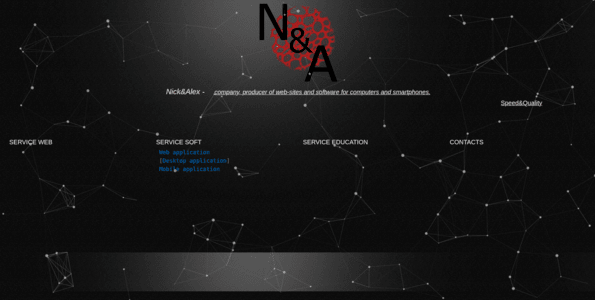 N&A
Nick&Alex - company, producer of web-sites and software for computers and smartphones.
Speed&Quality
SERVICE WEB SERVICE SOFT SERVICE EDUCATION CONTACTS
Web application
[Desktop application]
Mobile application